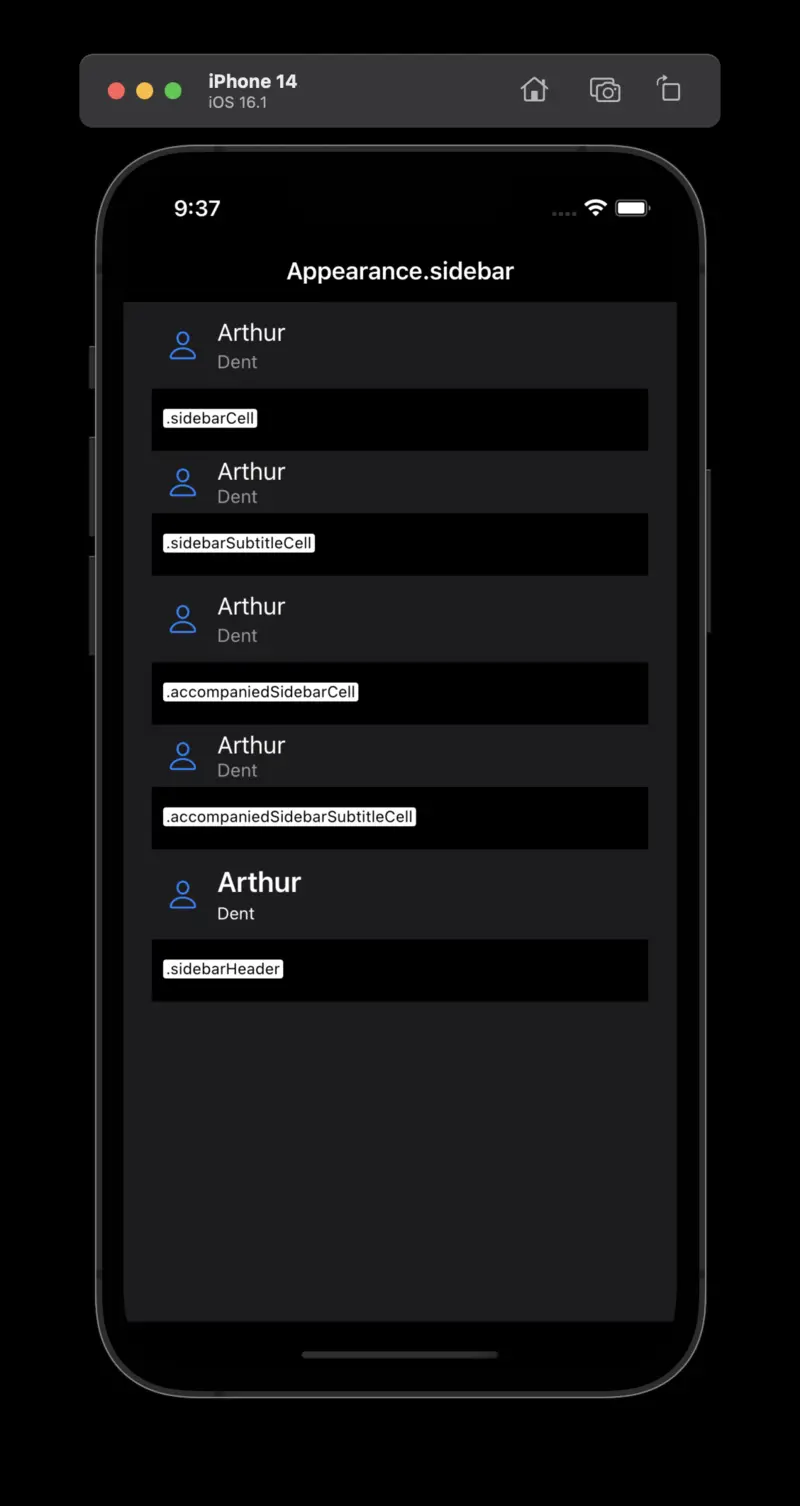 iPhone 14
iOS 16.1
9:37
Appearance.sidebar
Arthur
Dent
.sidebarCell
Arthur
Dent
.sidebarSubtitleCell
Arthur
Dent
.accompaniedSidebarCell
Arthur
Dent
.accompaniedSidebarSubtitleCell
Arthur
Dent
.sidebarHeader